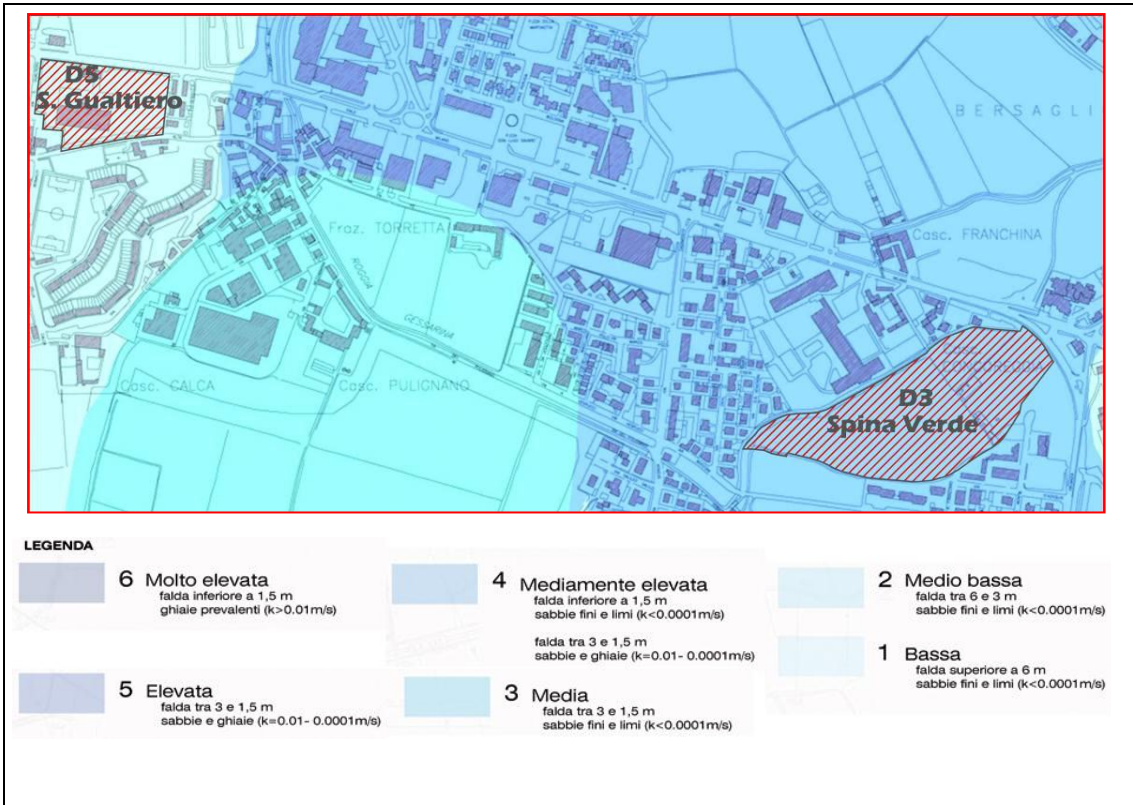 D5
S. Gualtiero
BERSAGLI
Fraz. TORRETTA
Casc. FRANCHINA
ROGGIA
GESSARINA
Casc. CALCA
Casc. PULIGNANO
D3
Spina Verde
LEGENDA
6 Molto elevata
falda inferiore a 1,5 m
ghiaie prevalenti (k>0.01m/s)
5 Elevata
falda tra 3 e 1,5 m
sabbie e ghiaie (k=0.01- 0.0001m/s)
4 Mediamente elevata
falda inferiore a 1,5 m
sabbie fini e limi (k<0.0001m/s)
falda tra 3 e 1,5 m
sabbie e ghiaie (k=0.01- 0.0001m/s)
3 Media
falda tra 3 e 1,5 m
sabbie fini e limi (k<0.0001m/s)
2 Medio bassa
falda tra 6 e 3 m
sabbie fini e limi (k<0.0001m/s)
1 Bassa
falda superiore a 6 m
sabbie fini e limi (k<0.0001m/s)